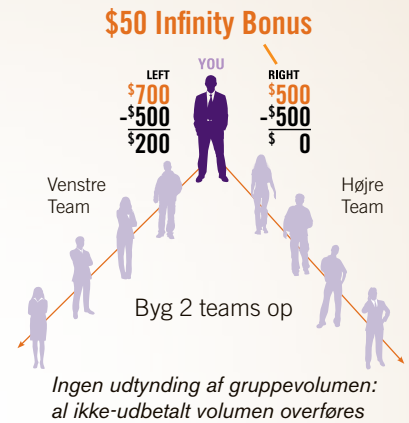 $50 Infinity Bonus
YOU
LEFT
$700
-$500
$200
RIGHT
$500
-$500
$ 0
Venstre
Team
Højre
Team
Byg 2 teams op
Ingen udtynding af gruppevolumen:
al ikke-udbetalt volumen overføres